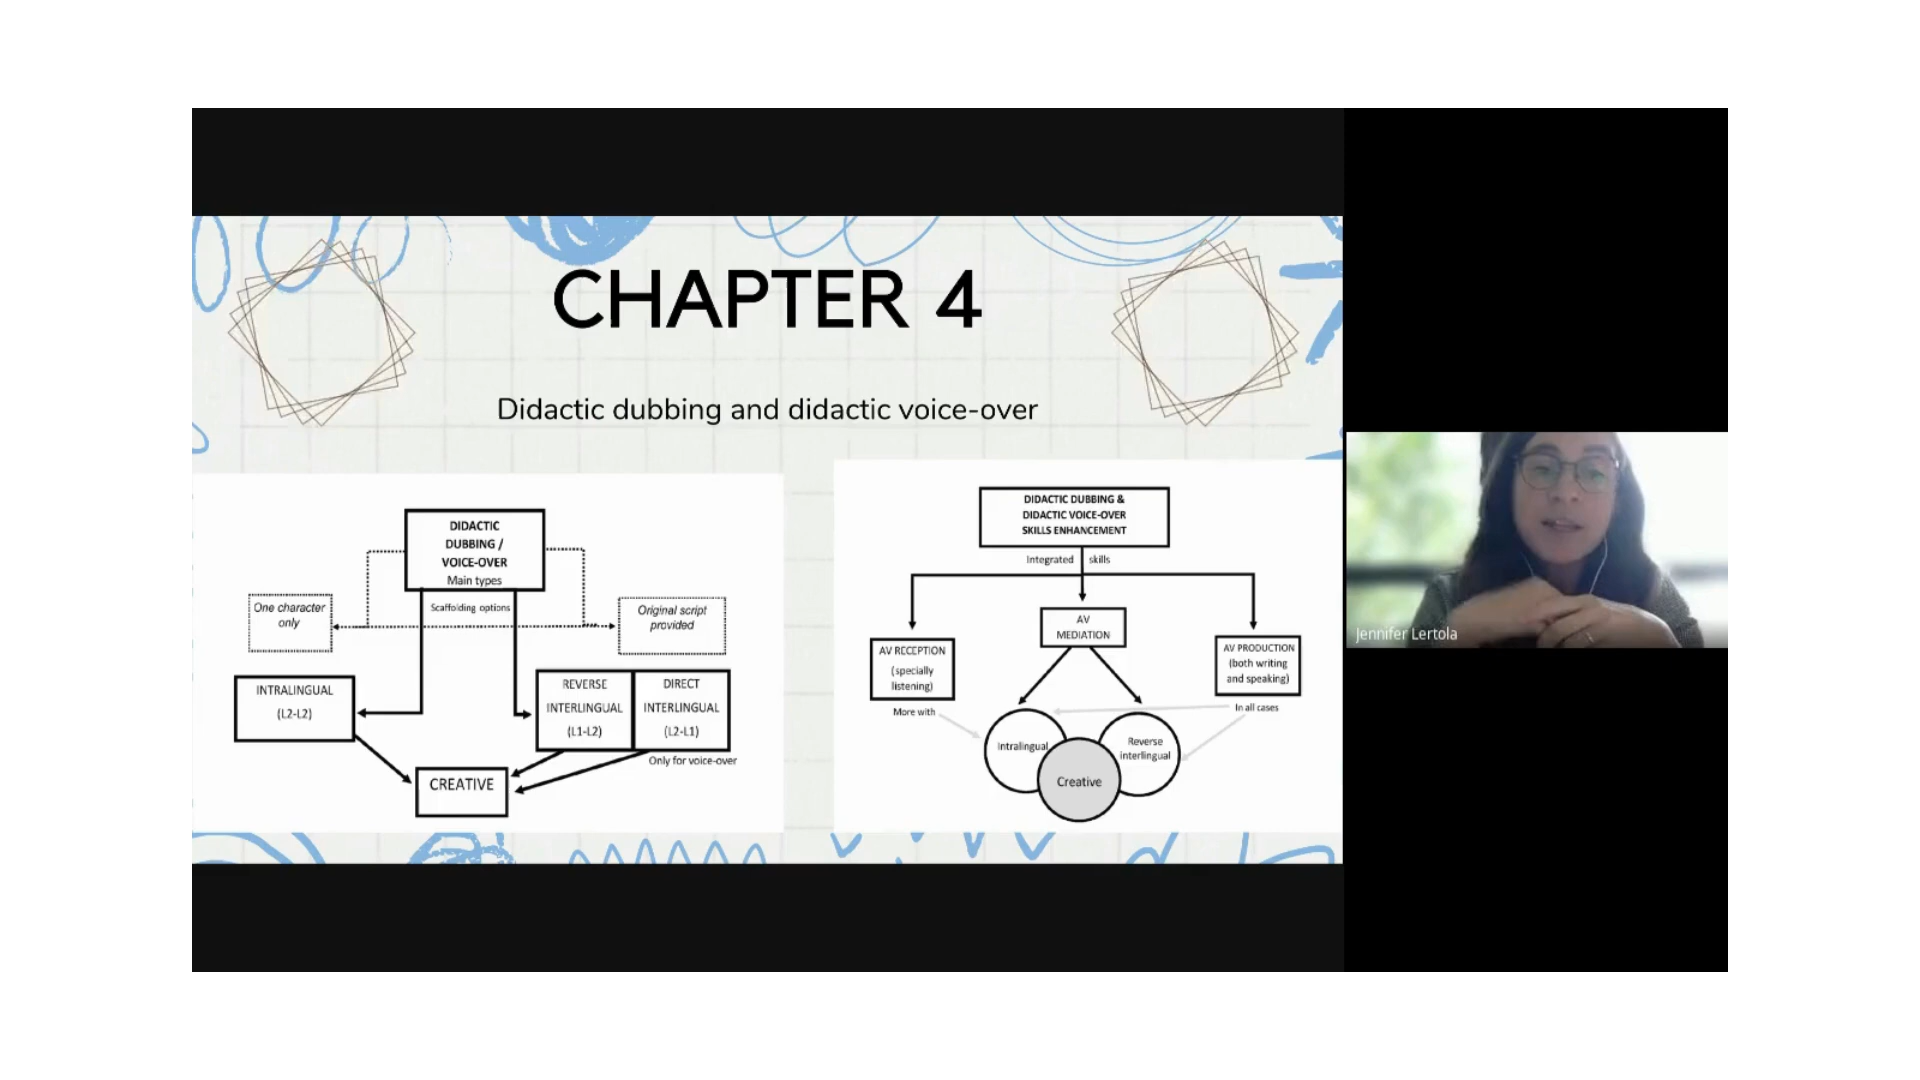 CHAPTER 4
Didactic dubbing and didactic voice-over
DIDACTIC
DUBBING /
VOICE-OVER
Main types
Scaffolding options
One character
only
Original script
provided
INTRALINGUAL
(L2-L2)
REVERSE
INTERLINGUAL
(L1-L2)
DIRECT
INTERLINGUAL
(L2-L1)
Only for voice-over
CREATIVE
DIDACTIC DUBBING &
DIDACTIC VOICE-OVER
SKILLS ENHANCEMENT
Integrated skills
AV RECEPTION
(specially
listening)
AV
MEDIATION
AV PRODUCTION
(both writing
and speaking)
More with
In all cases
Intralingual
Reverse
interlingual
Creative
Jennifer Lertola